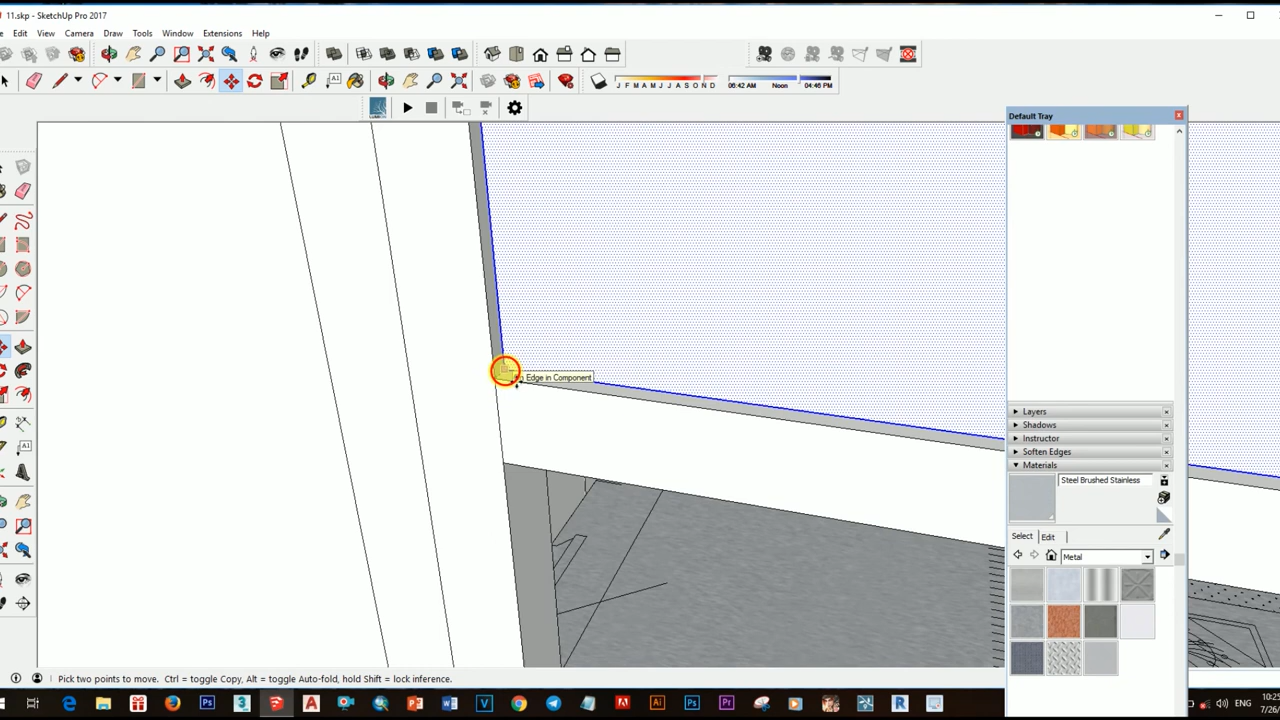 11.skp - SketchUp Pro 2017
Edit View Camera Draw Tools Window Extensions Help
A1
J F M A M J J A S O N D 06:42 AM Noon 04:46 PM
Default Tray
Edge in Component
Layers
Shadows
Instructor
Soften Edges
Materials
Steel Brushed Stainless
Select Edit
Metal
A1
Pick two points to move. Ctrl = toggle Copy, Alt = toggle Auto-fold, hold Shift = lock inference.
ENG